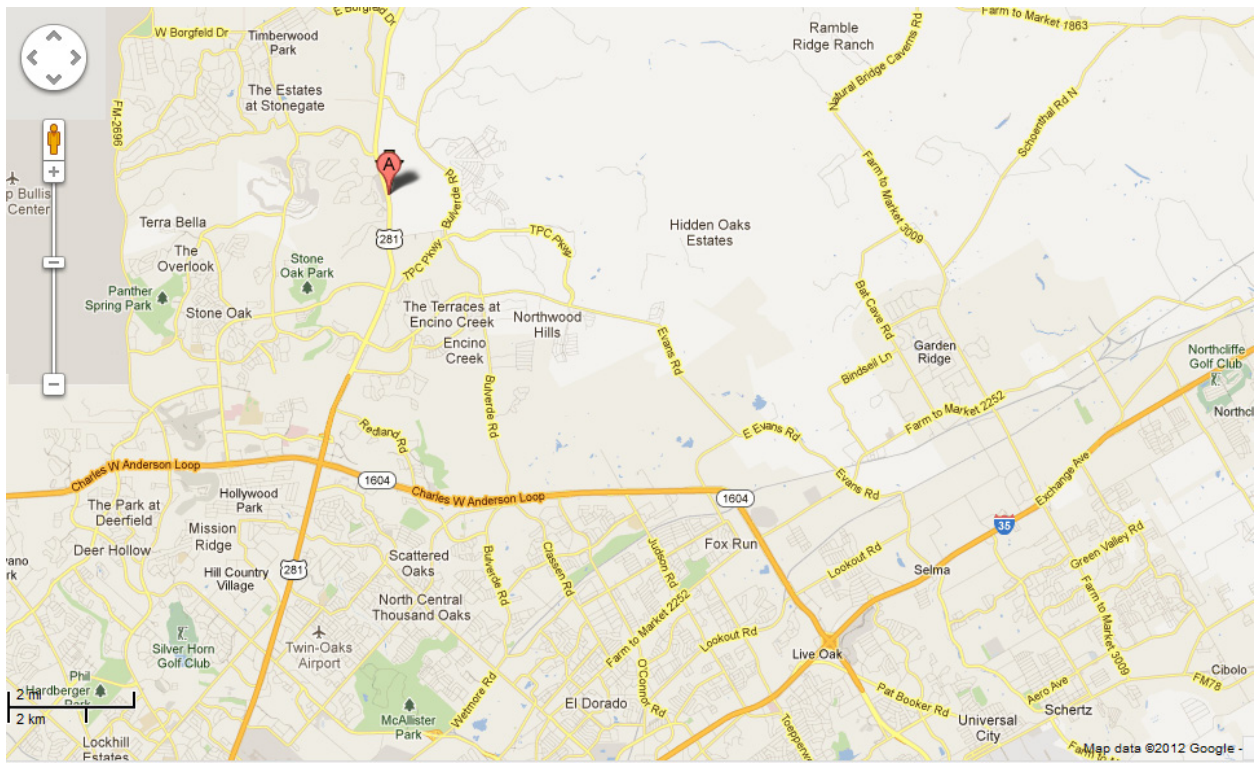 E Borgfeld Dr
Farm to Market 1863
W Borgfeld Dr
Timberwood
Park
Ramble
Ridge Ranch
Natural Bridge Caverns Rd
The Estates
at Stonegate
FM-2696
Schoenthal Rd N
A
p Bullis
Center
Farm to Market 3009
Bulverde Rd
Terra Bella
281
TPC Pkwy
Hidden Oaks
Estates
The
Overlook
Stone
Oak Park
TPC Pkwy
Panther
Spring Park
Stone Oak
The Terraces at
Encino Creek
Northwood
Hills
Bat Cave Rd
Encino
Creek
Evans Rd
Garden
Ridge
Northcliffe
Golf Club
Bindseil Ln
Bulverde Rd
Farm to Market 2252
Northcl
Redland Rd
E Evans Rd
Charles W Anderson Loop
1604
Charles W Anderson Loop
1604
Evans Rd
Exchange Ave
Hollywood
Park
The Park at
Deerfield
35
Mission
Ridge
Deer Hollow
Scattered
Oaks
Fox Run
Green Valley Rd
ano
rk
281
Hill Country
Village
Bulverde Rd
Classen Rd
Judson Rd
Lookout Rd
Selma
North Central
Thousand Oaks
Farm to Market 2252
Farm to Market 3009
Silver Horn
Golf Club
Twin-Oaks
Airport
Lookout Rd
Live Oak
Phil
Hardberger
Park
O'Connor Rd
Cibolo
FM78
2 mi
2 km
Wetmore Rd
El Dorado
Pat Booker Rd
Aero Ave
Schertz
McAllister
Park
Toepperw
Universal
City
Lockhill
Estates
Farm to
Map data ©2012 Google -